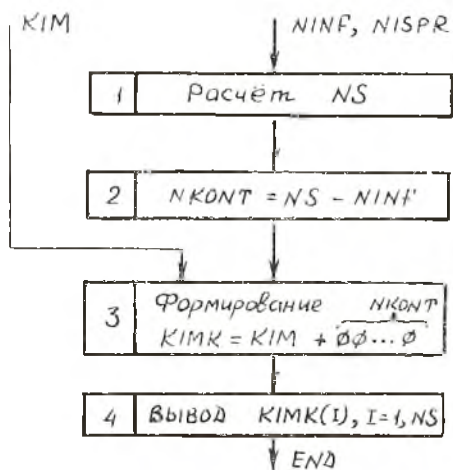 KIM
NINF, NISPR
1 Расчёт NS
2 NKONT = NS - NINF
3 Формирование NKONT
KIMK = KIM + ØØ...Ø
4 ВЫВОД KIMK(I), I=1, NS
END